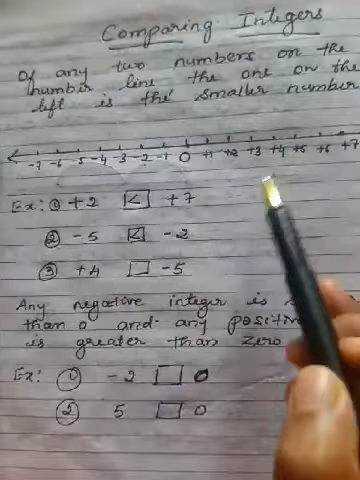 Comparing Integers
Of any two numbers on the
number line the one on the
left is the smaller number
-7 -6 -5 -4 -3 -2 -1 0 +1 +2 +3 +4 +5 +6 +7
Ex: ① +2 < +7
② -5 < -2
③ +4 □ -5
Any negative integer is
than 0 and any
is greater than zero
Ex: ① -2 □ 0
② 5 □ 0